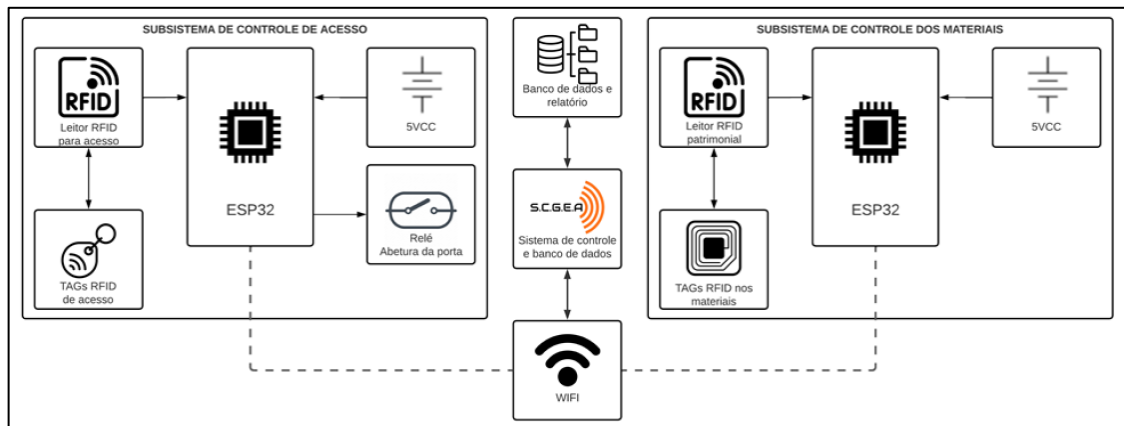 SUBSISTEMA DE CONTROLE DE ACESSO
RFID
Leitor RFID
para acesso
ESP32
5VCC
Relé
Abetura da porta
TAGs RFID
de acesso
Banco de dados e
relatório
S.C.G.E.A
Sistema de controle
e banco de dados
WIFI
SUBSISTEMA DE CONTROLE DOS MATERIAIS
RFID
Leitor RFID
patrimonial
ESP32
5VCC
TAGs RFID nos
materiais